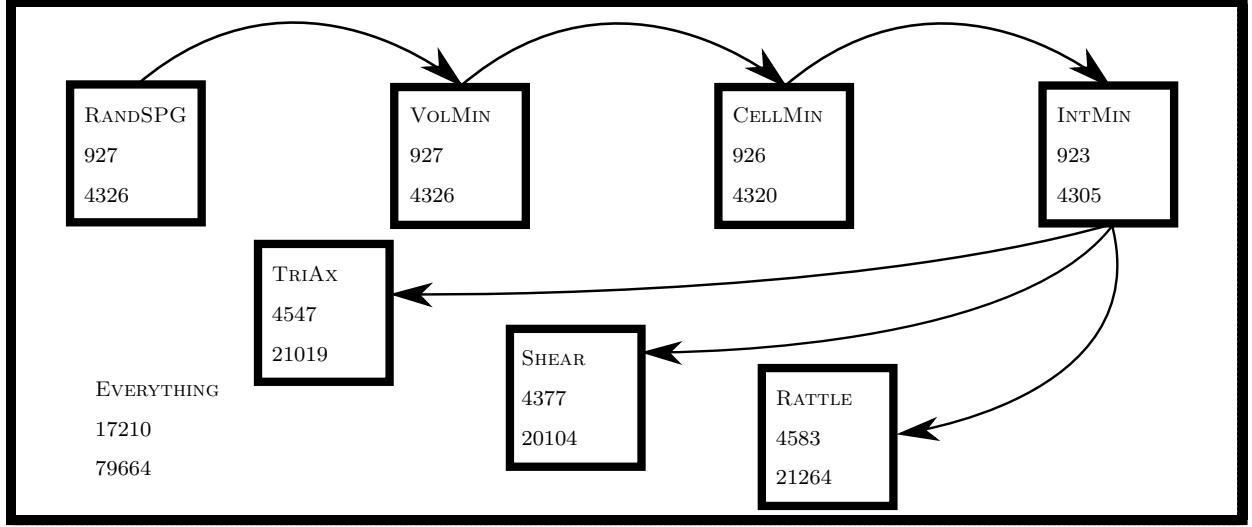 RandSPG
927
4326
VolMin
927
4326
CellMin
926
4320
IntMin
923
4305
TriAx
4547
21019
Shear
4377
20104
Rattle
4583
21264
Everything
17210
79664